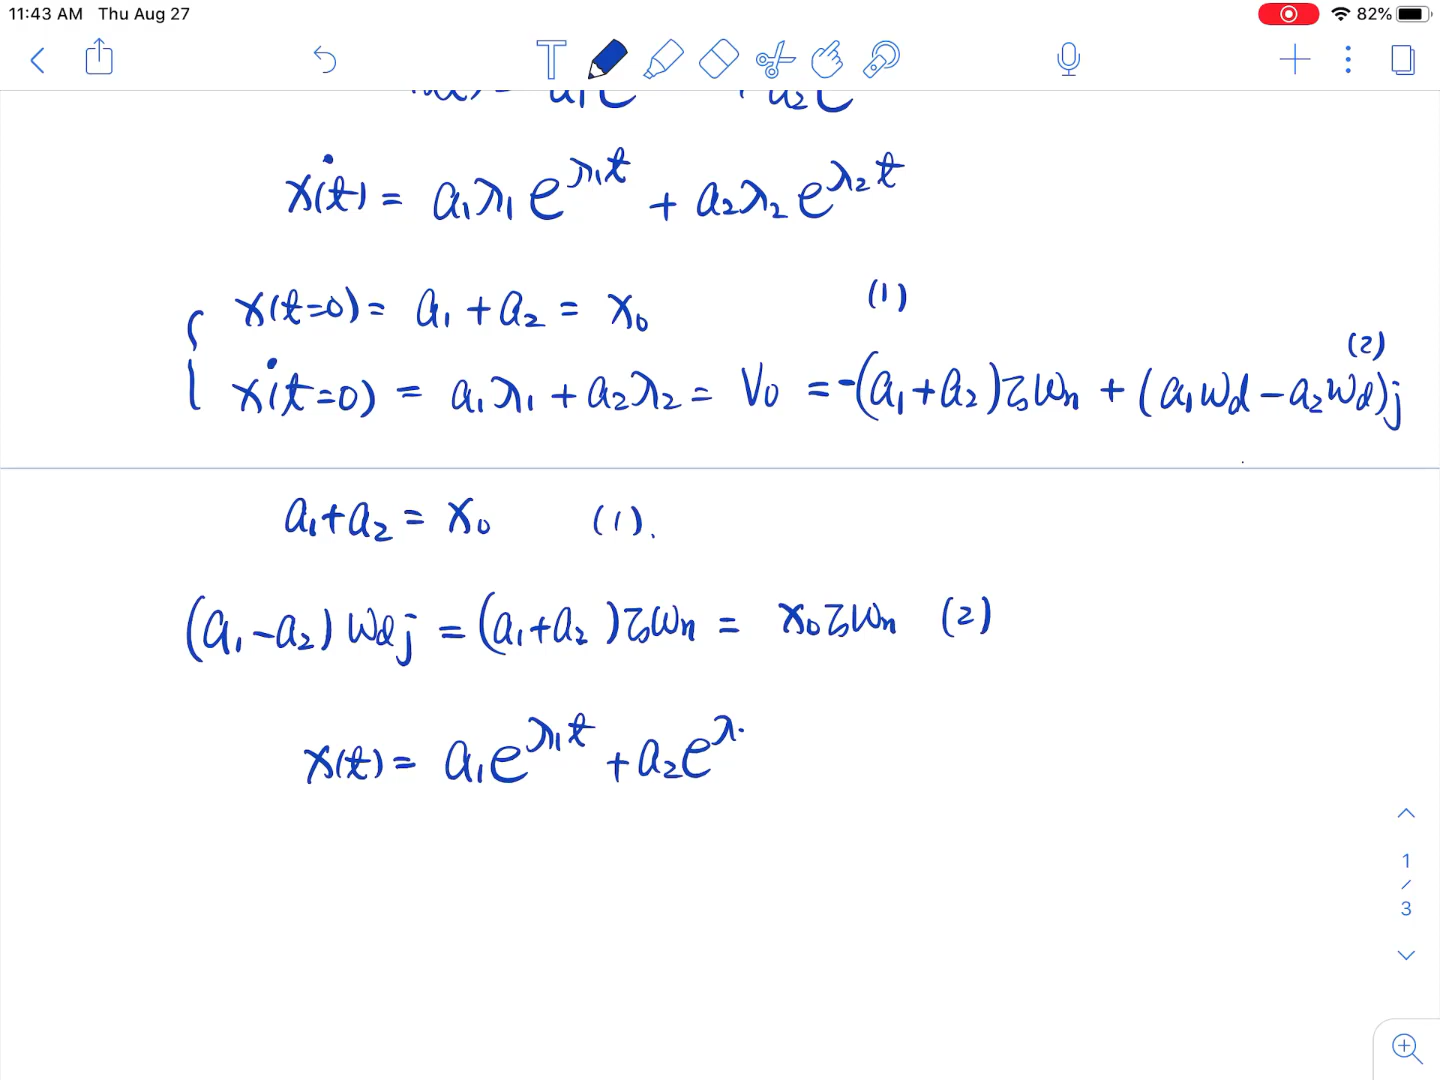 11:43 AM Thu Aug 27
82%
ẋ(t) = a₁λ₁e^λ₁t + a₂λ₂e^λ₂t
x(t=0) = a₁ + a₂ = x₀ (1)
ẋ(t=0) = a₁λ₁ + a₂λ₂ = V₀ = -(a₁+a₂)ζωn + (a₁ωd - a₂ωd)j (2)
a₁+a₂ = x₀ (1).
(a₁-a₂)ωdj = (a₁+a₂)ζωn = x₀ζωn (2)
x(t) = a₁e^λ₁t + a₂e^λ
1
/
3